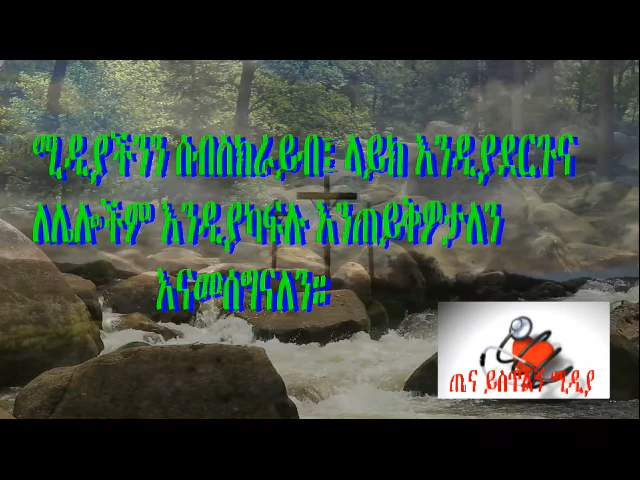 ሚዲያችንን ሰብስክራይብ፣ ላይክ እንዲያደርጉና
ለሌሎችም እንዲያካፍሉ እንጠይቅዎታለን
እናመሰግናለን።
ጤና ይስጥልኝ ሚዲያ